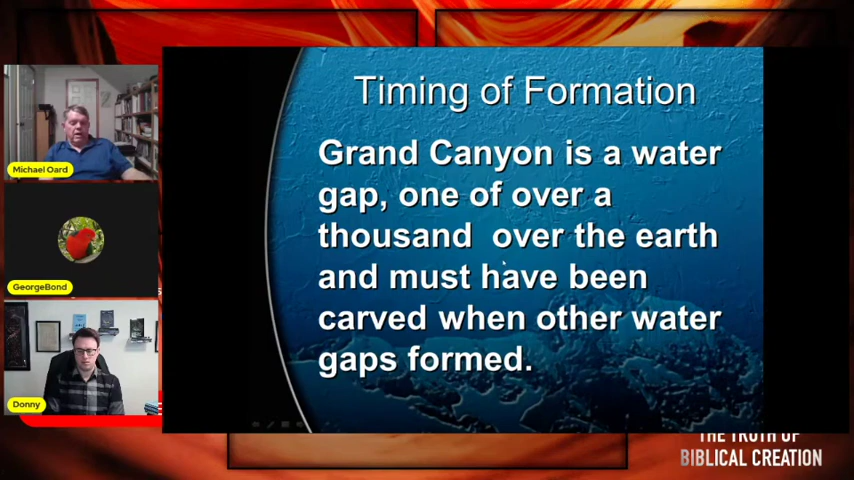 Timing of Formation
Grand Canyon is a water
gap, one of over a
thousand over the earth
and must have been
carved when other water
gaps formed.
Michael Oard
GeorgeBond
Donny
THE TRUTH OF
BIBLICAL CREATION